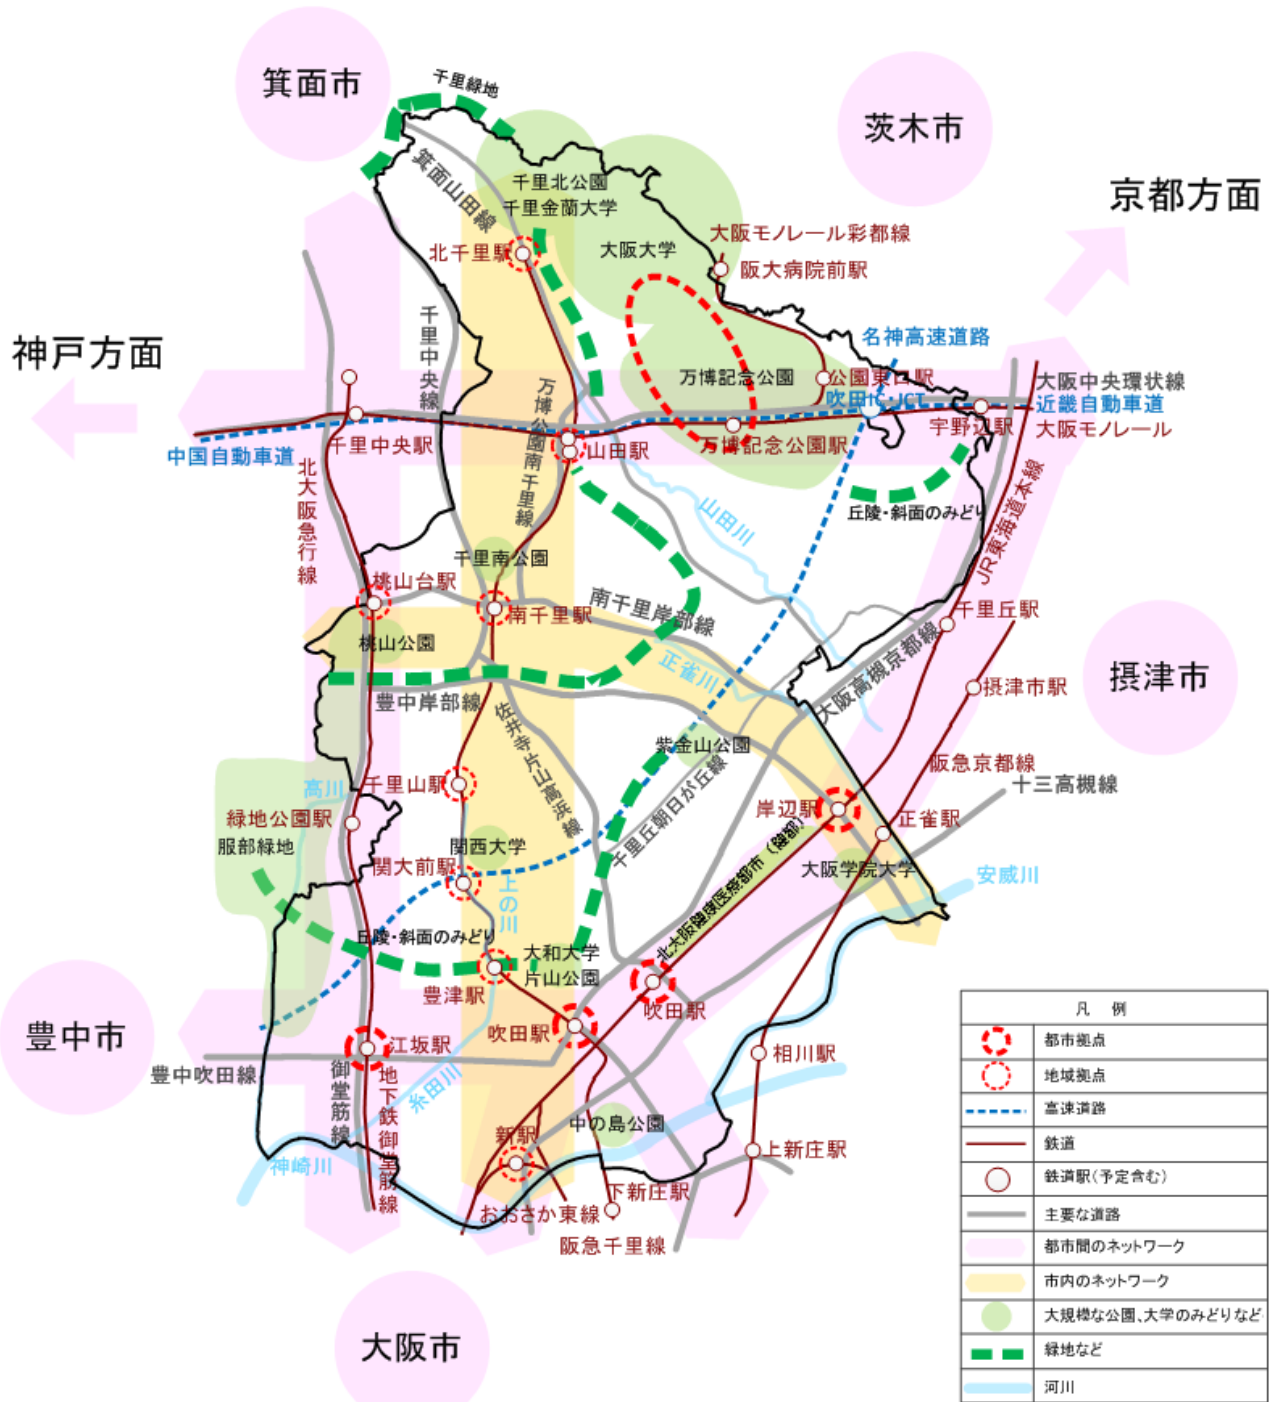 箕面市
千里緑地
茨木市
京都方面
箕面山田線
千里北公園
千里金蘭大学
北千里駅
大阪大学
大阪モノレール彩都線
阪大病院前駅
神戸方面
千里中央線
名神高速道路
万博記念公園
公園東口駅
大阪中央環状線
吹田IC・JCT
近畿自動車道
万博公園南千里線
千里中央駅
山田駅
万博記念公園駅
宇野辺駅
大阪モノレール
中国自動車道
北大阪急行線
山田川
丘陵・斜面のみどり
JR東海道本線
千里南公園
桃山台駅
南千里駅
南千里岸部線
千里丘駅
桃山公園
正雀川
大阪高槻京都線
摂津市
摂津市駅
豊中岸部線
佐井寺片山高浜線
紫金山公園
千里丘朝日が丘線
阪急京都線
十三高槻線
高川
千里山駅
岸辺駅
正雀駅
緑地公園駅
服部緑地
関西大学
関大前駅
北大阪健康医療都市（健都）
大阪学院大学
安威川
上の川
丘陵・斜面のみどり
大和大学
片山公園
豊津駅
吹田駅
吹田駅
豊中市
江坂駅
相川駅
豊中吹田線
御堂筋線
地下鉄御堂筋線
糸田川
中の島公園
新駅
上新庄駅
神崎川
下新庄駅
おおさか東線
阪急千里線
大阪市
凡　例
都市拠点
地域拠点
高速道路
鉄道
鉄道駅（予定含む）
主要な道路
都市間のネットワーク
市内のネットワーク
大規模な公園、大学のみどりなど
緑地など
河川